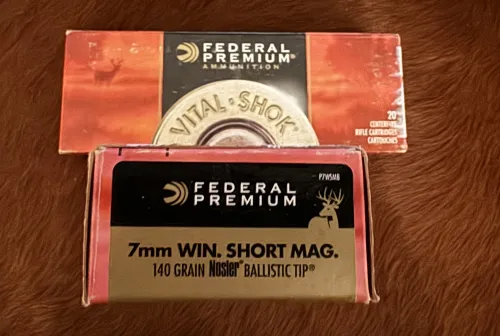 FEDERAL
PREMIUM®
AMMUNITION
VITAL·SHOK
20
CENTERFIRE
RIFLE CARTRIDGES
CARTOUCHES
P7WSMB
FEDERAL
PREMIUM
7mm WIN. SHORT MAG.
140 GRAIN Nosler® BALLISTIC TIP®